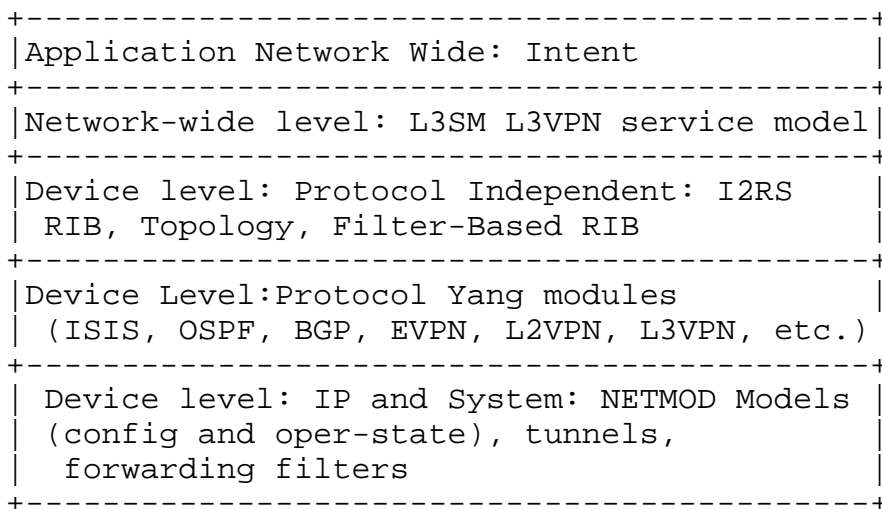 +--------------------------------------------+
|Application Network Wide: Intent            |
+--------------------------------------------+
|Network-wide level: L3SM L3VPN service model|
+--------------------------------------------+
|Device level: Protocol Independent: I2RS    |
| RIB, Topology, Filter-Based RIB            |
+--------------------------------------------+
|Device Level:Protocol Yang modules          |
| (ISIS, OSPF, BGP, EVPN, L2VPN, L3VPN, etc.)
+--------------------------------------------+
| Device level: IP and System: NETMOD Models |
| (config and oper-state), tunnels,          |
|  forwarding filters                        |
+--------------------------------------------+